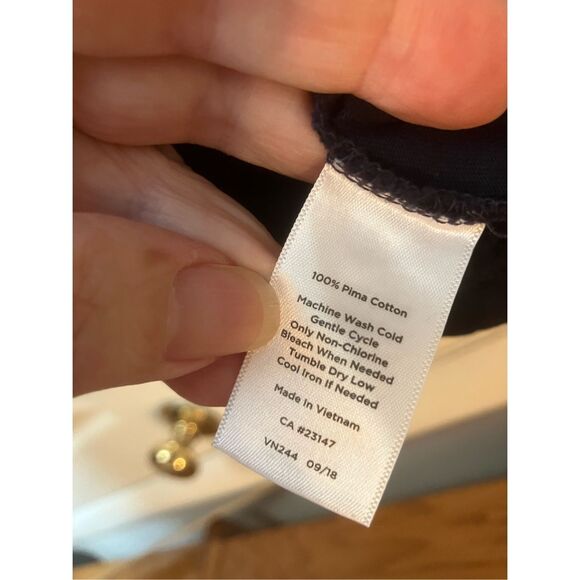 100% Pima Cotton
Machine Wash Cold
Gentle Cycle
Only Non-Chlorine
Bleach When Needed
Tumble Dry Low
Cool Iron If Needed
Made in Vietnam
CA #23147
VN244 09/18